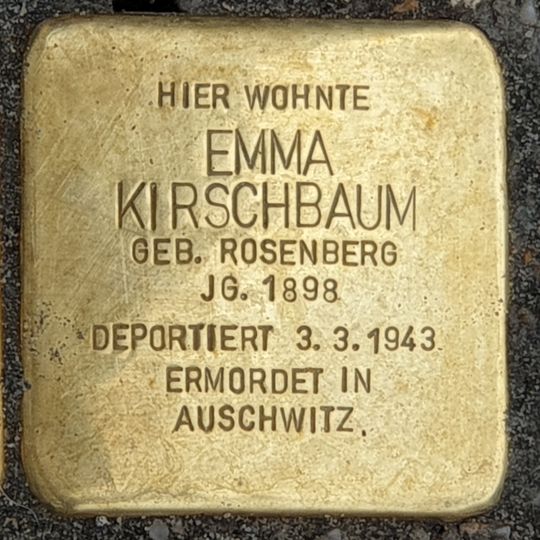 HIER WOHNTE
EMMA
KIRSCHBAUM
GEB. ROSENBERG
JG. 1898
DEPORTIERT 3.3.1943
ERMORDET IN
AUSCHWITZ.